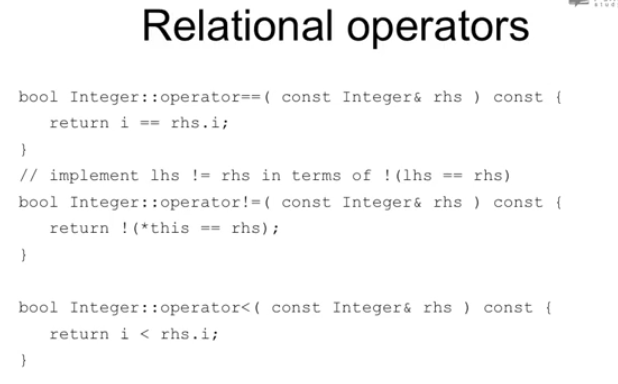 Relational operators
bool Integer::operator==( const Integer& rhs ) const {
return i == rhs.i;
}
// implement lhs != rhs in terms of !(lhs == rhs)
bool Integer::operator!=( const Integer& rhs ) const {
return !(*this == rhs);
}
bool Integer::operator<( const Integer& rhs ) const {
return i < rhs.i;
}